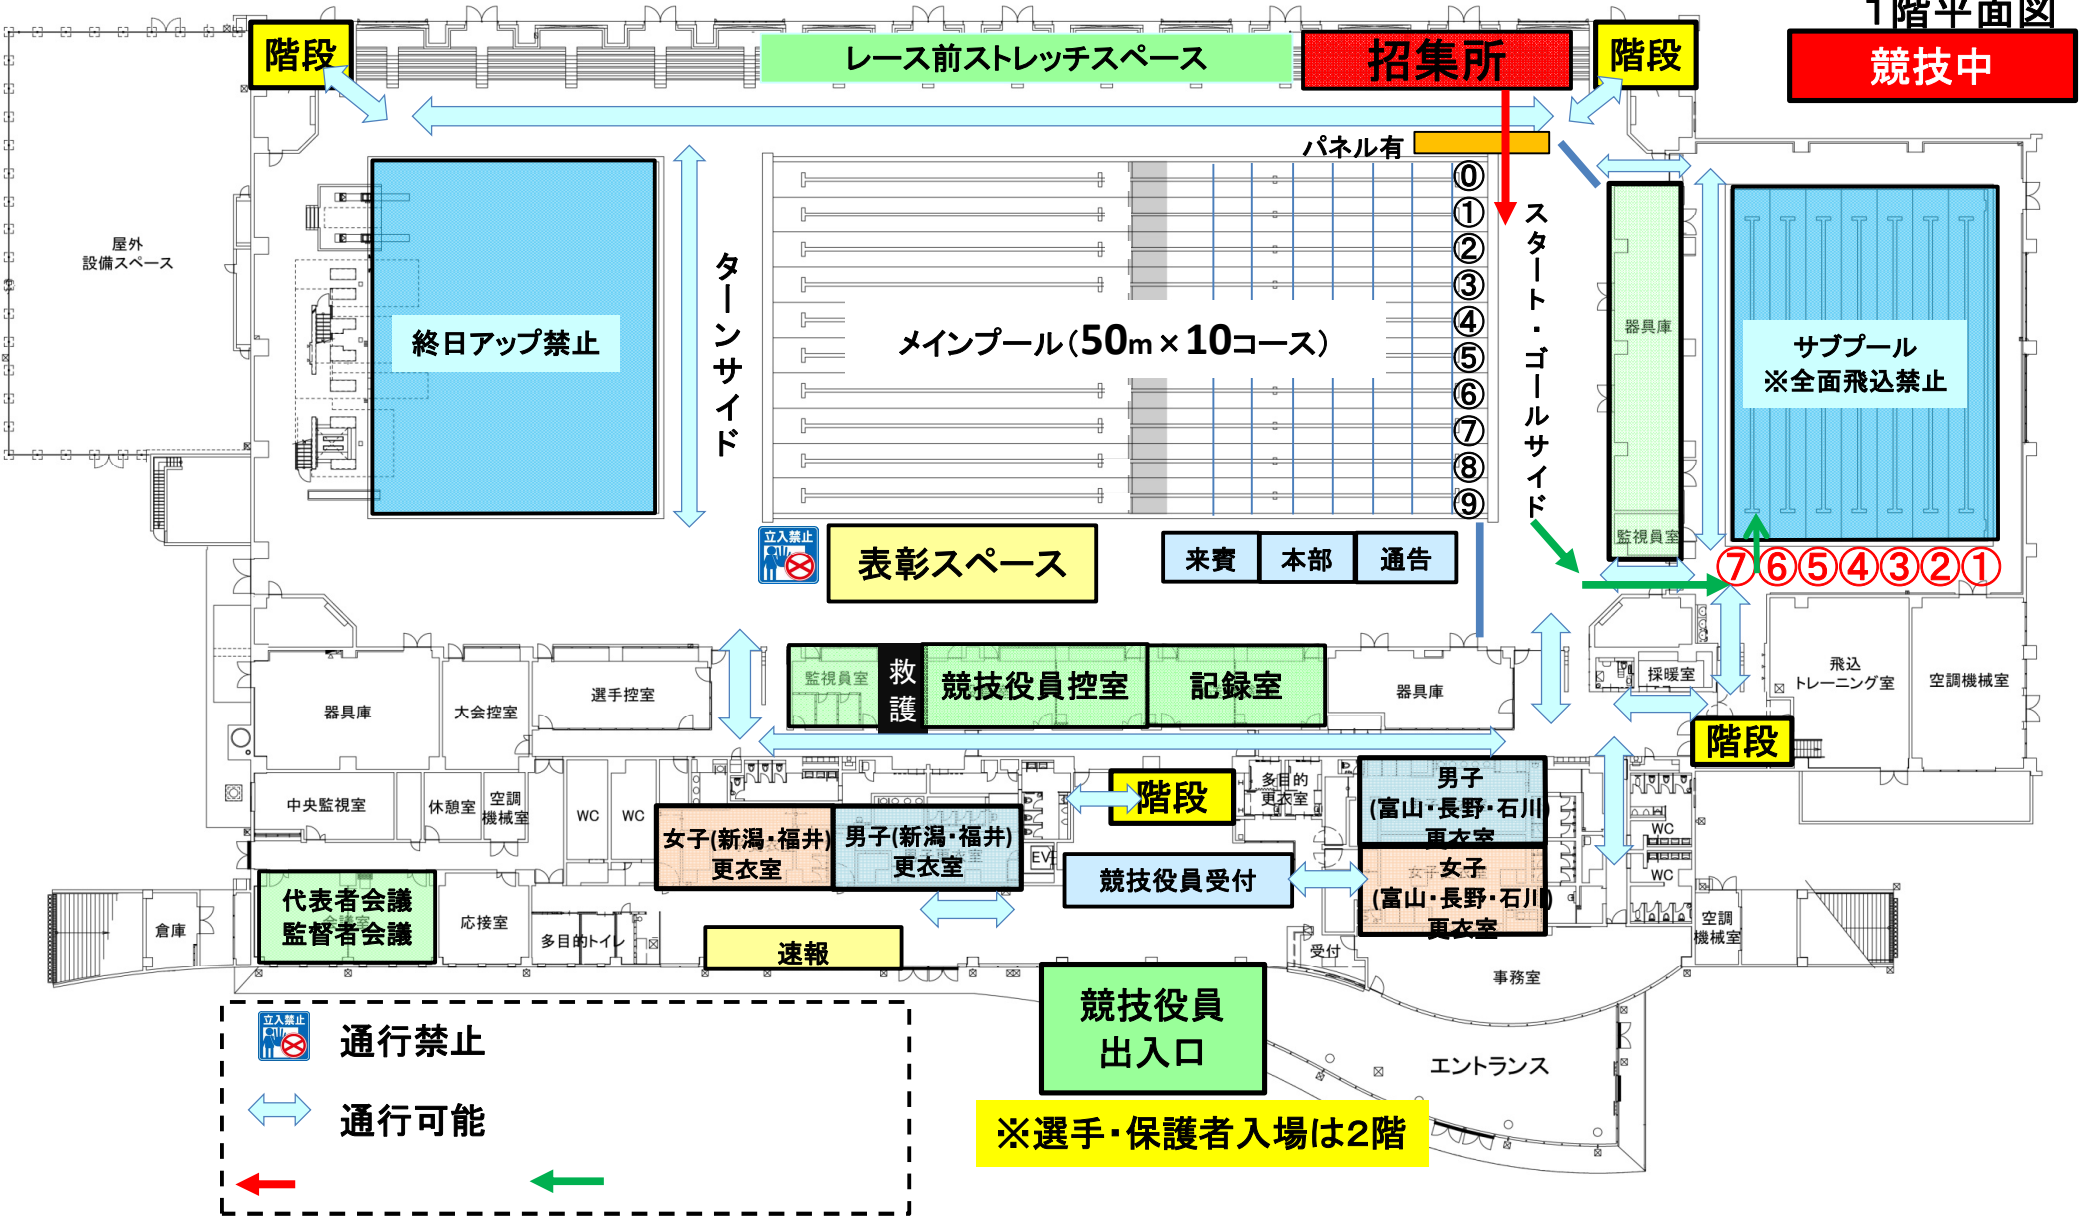 1階平面図
競技中
階段
レース前ストレッチスペース
招集所
階段
パネル有
屋外
設備スペース
終日アップ禁止
ターンサイド
メインプール(50m×10コース)
⓪
①
②
③
④
⑤
⑥
⑦
⑧
⑨
スタート・ゴールサイド
器具庫
監視員室
サブプール
※全面飛込禁止
⑦⑥⑤④③②①
立入禁止
表彰スペース
来賓
本部
通告
器具庫
大会控室
選手控室
監視員室
救護
競技役員控室
記録室
器具庫
採暖室
飛込
トレーニング室
空調機械室
階段
中央監視室
休憩室
空調
機械室
WC
WC
女子(新潟・福井)
更衣室
男子(新潟・福井)
更衣室
EV
階段
多目的
更衣室
男子
(富山・長野・石川)
更衣室
女子
(富山・長野・石川)
更衣室
WC
WC
競技役員受付
倉庫
代表者会議
監督者会議
応接室
多目的トイレ
速報
受付
事務室
空調
機械室
競技役員
出入口
エントランス
※選手・保護者入場は2階
立入禁止
通行禁止
通行可能